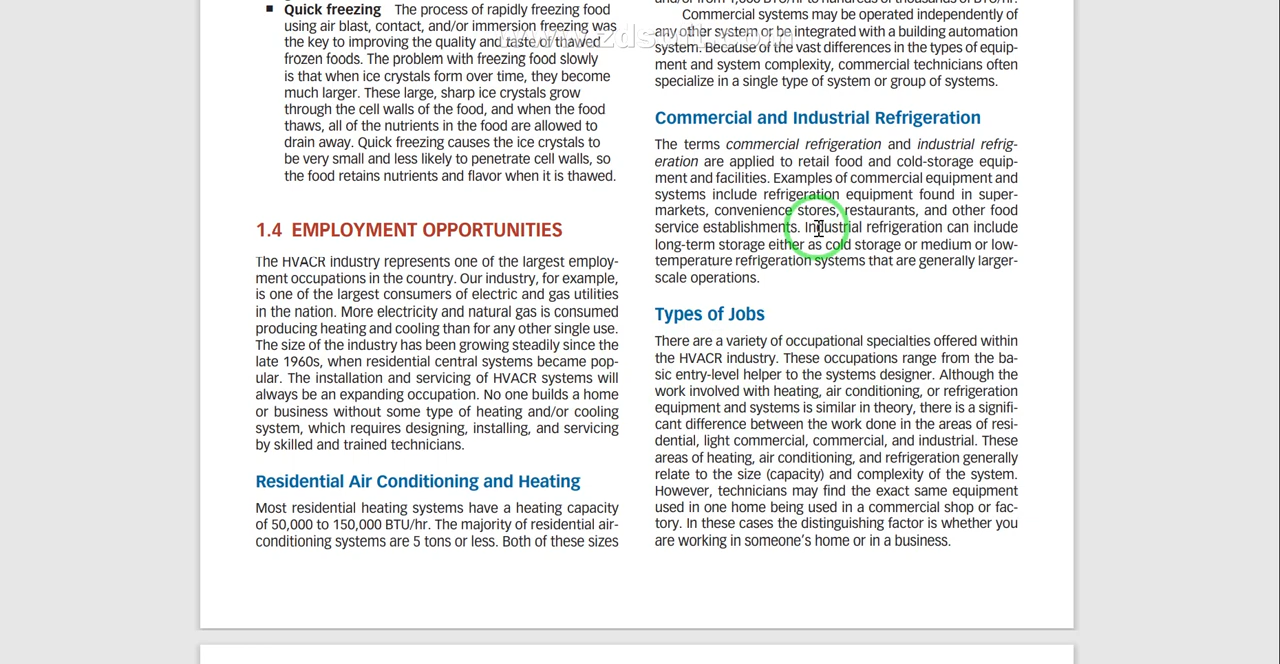 Quick freezing The process of rapidly freezing food
using air blast, contact, and/or immersion freezing was
the key to improving the quality and taste of thawed
frozen foods. The problem with freezing food slowly
is that when ice crystals form over time, they become
much larger. These large, sharp ice crystals grow
through the cell walls of the food, and when the food
thaws, all of the nutrients in the food are allowed to
drain away. Quick freezing causes the ice crystals to
be very small and less likely to penetrate cell walls, so
the food retains nutrients and flavor when it is thawed.
1.4 EMPLOYMENT OPPORTUNITIES
The HVACR industry represents one of the largest employ-
ment occupations in the country. Our industry, for example,
is one of the largest consumers of electric and gas utilities
in the nation. More electricity and natural gas is consumed
producing heating and cooling than for any other single use.
The size of the industry has been growing steadily since the
late 1960s, when residential central systems became pop-
ular. The installation and servicing of HVACR systems will
always be an expanding occupation. No one builds a home
or business without some type of heating and/or cooling
system, which requires designing, installing, and servicing
by skilled and trained technicians.
Residential Air Conditioning and Heating
Most residential heating systems have a heating capacity
of 50,000 to 150,000 BTU/hr. The majority of residential air-
conditioning systems are 5 tons or less. Both of these sizes
Commercial systems may be operated independently of
any other system or be integrated with a building automation
system. Because of the vast differences in the types of equip-
ment and system complexity, commercial technicians often
specialize in a single type of system or group of systems.
Commercial and Industrial Refrigeration
The terms commercial refrigeration and industrial refrig-
eration are applied to retail food and cold-storage equip-
ment and facilities. Examples of commercial equipment and
systems include refrigeration equipment found in super-
markets, convenience stores, restaurants, and other food
service establishments. Industrial refrigeration can include
long-term storage either as cold storage or medium or low-
temperature refrigeration systems that are generally larger-
scale operations.
Types of Jobs
There are a variety of occupational specialties offered within
the HVACR industry. These occupations range from the ba-
sic entry-level helper to the systems designer. Although the
work involved with heating, air conditioning, or refrigeration
equipment and systems is similar in theory, there is a signifi-
cant difference between the work done in the areas of resi-
dential, light commercial, commercial, and industrial. These
areas of heating, air conditioning, and refrigeration generally
relate to the size (capacity) and complexity of the system.
However, technicians may find the exact same equipment
used in one home being used in a commercial shop or fac-
tory. In these cases the distinguishing factor is whether you
are working in someone's home or in a business.